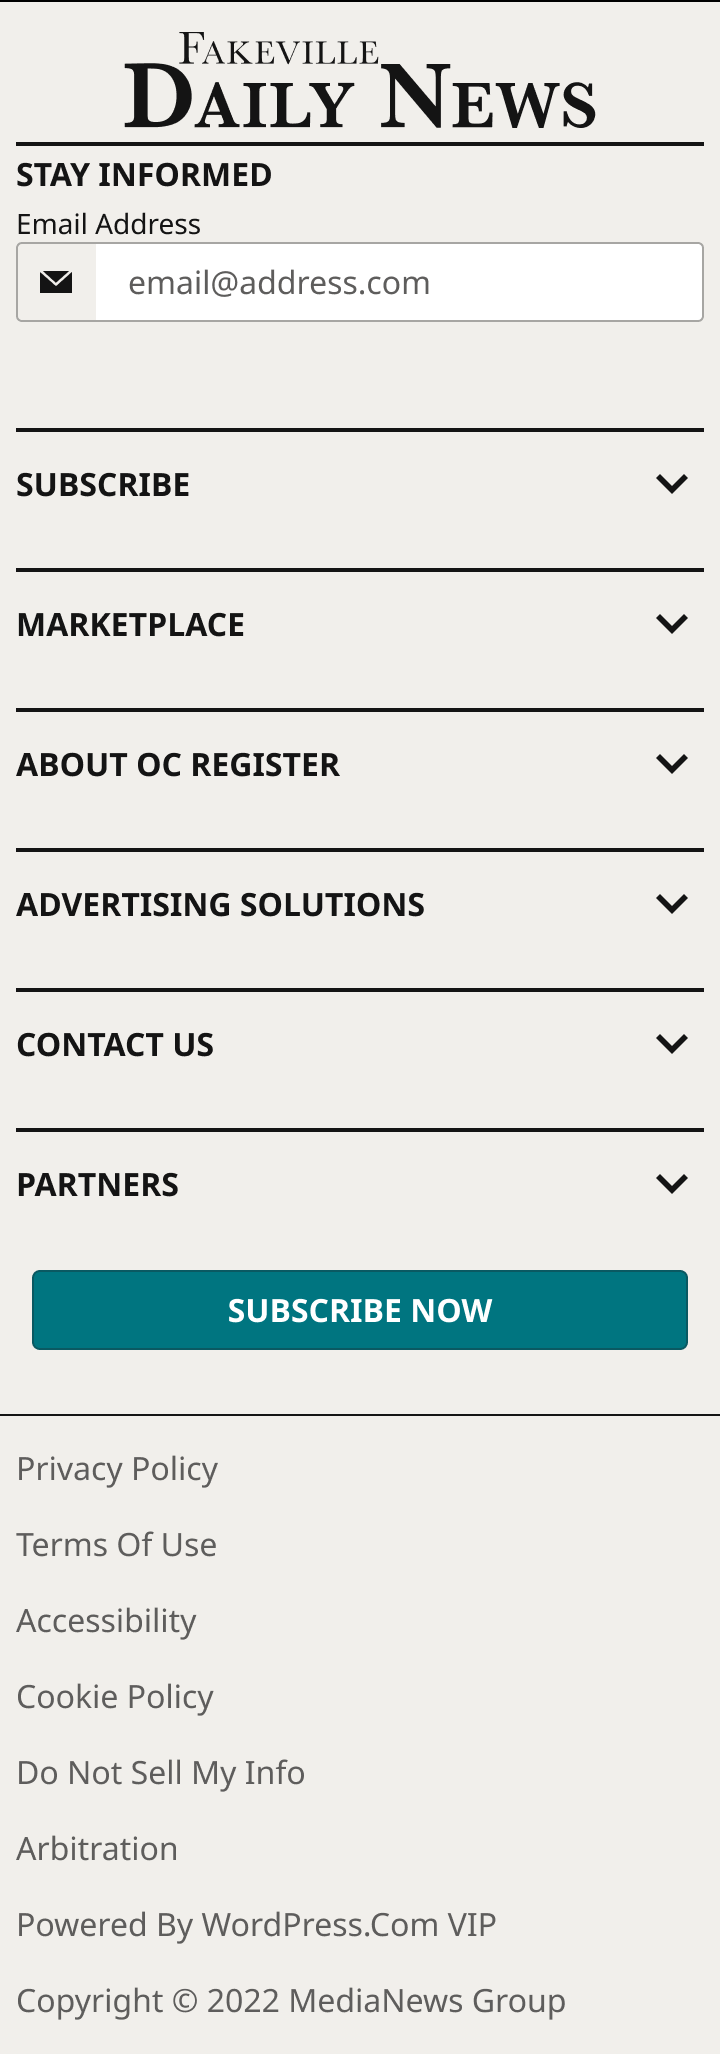 FAKEVILLE
DAILY NEWS
STAY INFORMED
Email Address
email@address.com
SUBSCRIBE
MARKETPLACE
ABOUT OC REGISTER
ADVERTISING SOLUTIONS
CONTACT US
PARTNERS
SUBSCRIBE NOW
Privacy Policy
Terms Of Use
Accessibility
Cookie Policy
Do Not Sell My Info
Arbitration
Powered By WordPress.Com VIP
Copyright © 2022 MediaNews Group